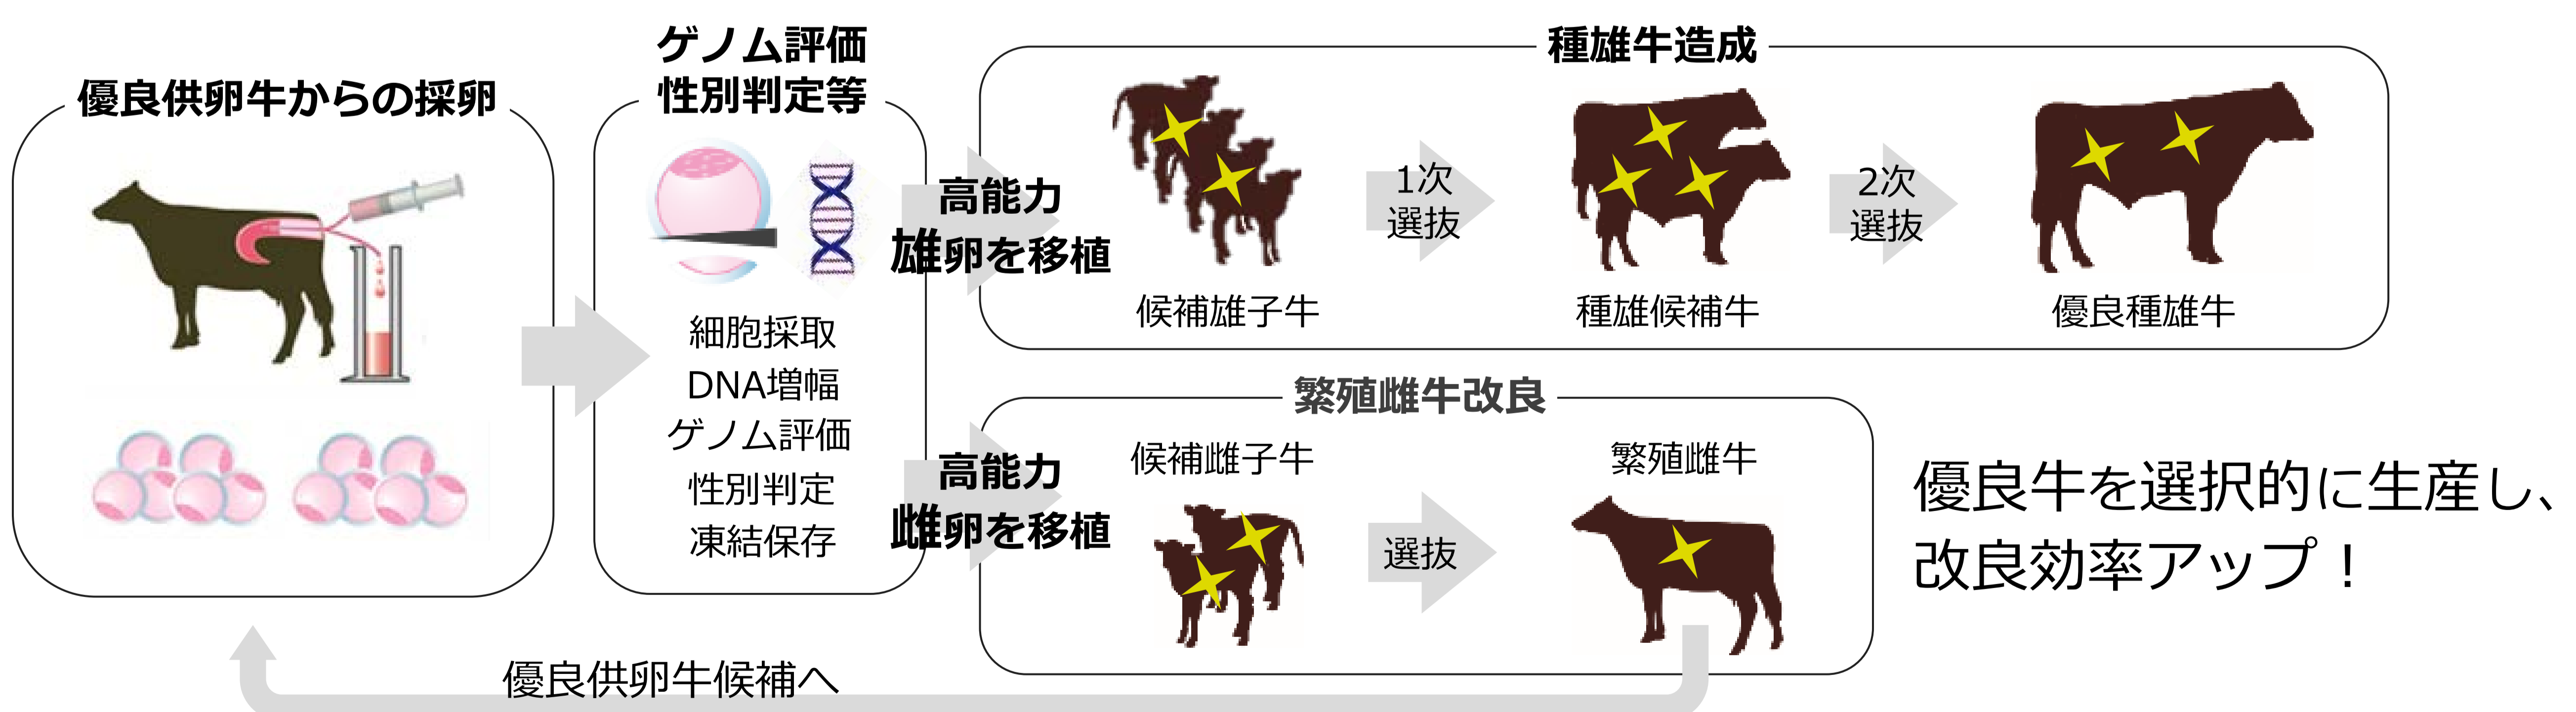 優良供卵牛からの採卵
ゲノム評価
性別判定等
細胞採取
DNA増幅
ゲノム評価
性別判定
凍結保存
高能力
雄卵を移植
種雄牛造成
候補雄子牛
1次
選抜
種雄候補牛
2次
選抜
優良種雄牛
高能力
雌卵を移植
繁殖雌牛改良
候補雌子牛
選抜
繁殖雌牛
優良供卵牛候補へ
優良牛を選択的に生産し、
改良効率アップ！